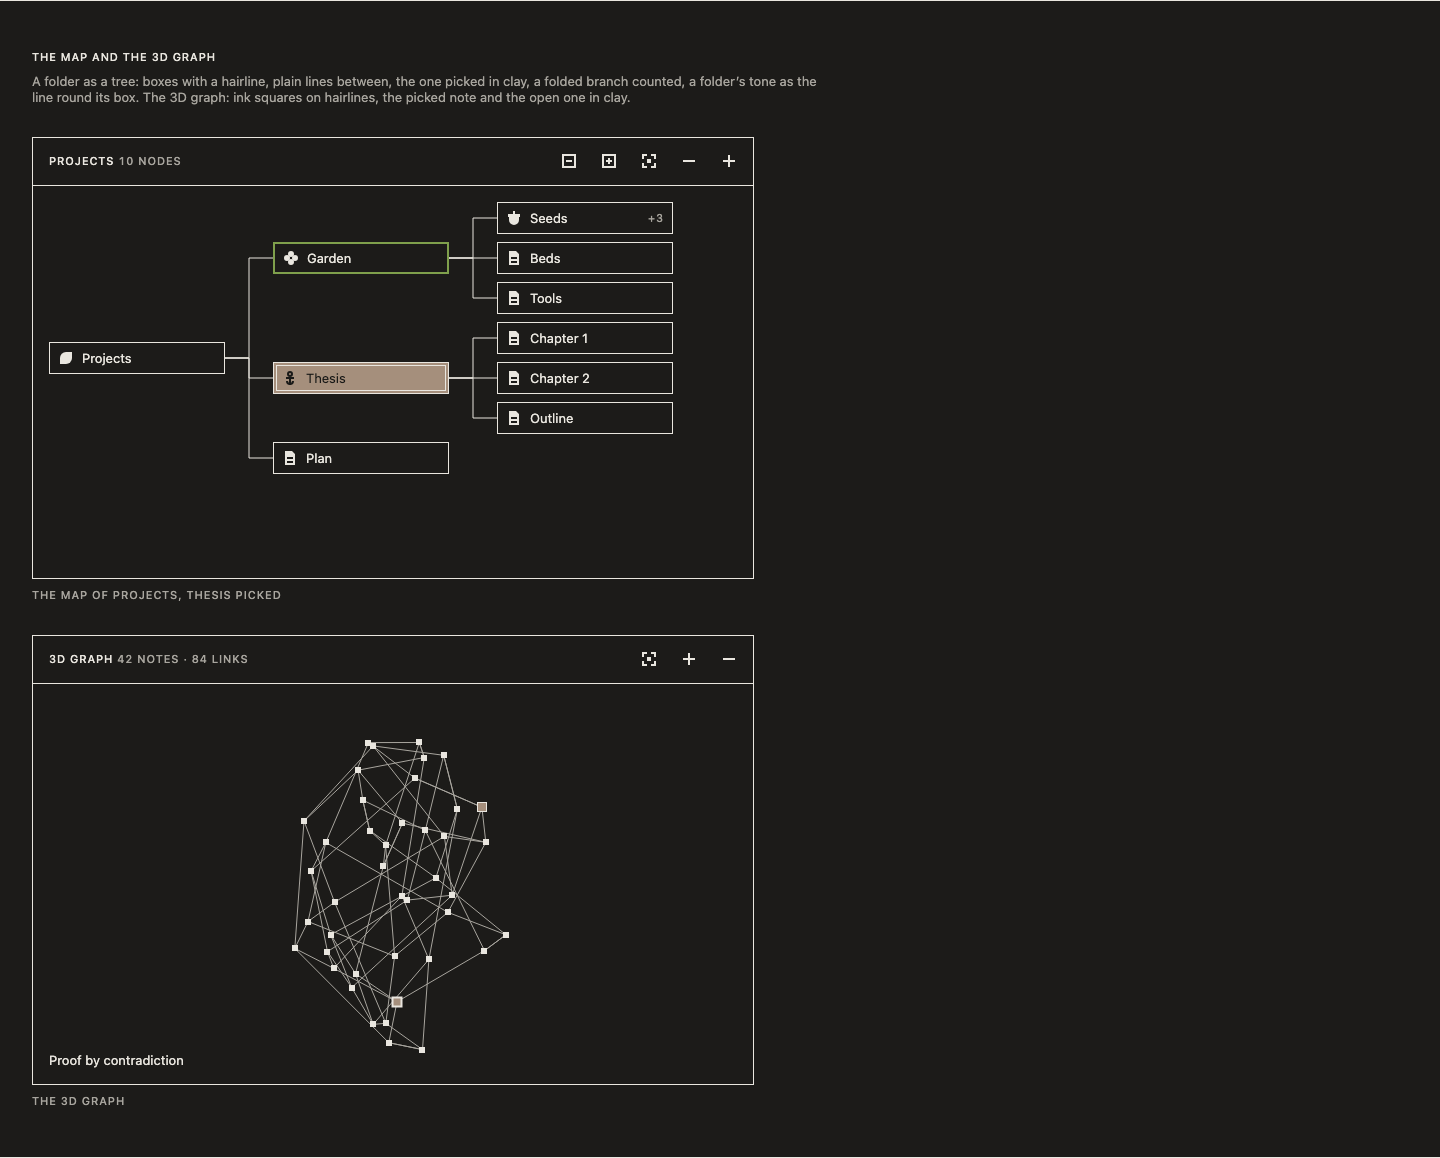 THE MAP AND THE 3D GRAPH
A folder as a tree: boxes with a hairline, plain lines between, the one picked in clay, a folded branch counted, a folder's tone as the
line round its box. The 3D graph: ink squares on hairlines, the picked note and the open one in clay.
PROJECTS 10 NODES
Seeds +3
Garden
Beds
Tools
Chapter 1
Projects
Thesis
Chapter 2
Outline
Plan
THE MAP OF PROJECTS, THESIS PICKED
3D GRAPH 42 NOTES · 84 LINKS
Proof by contradiction
THE 3D GRAPH